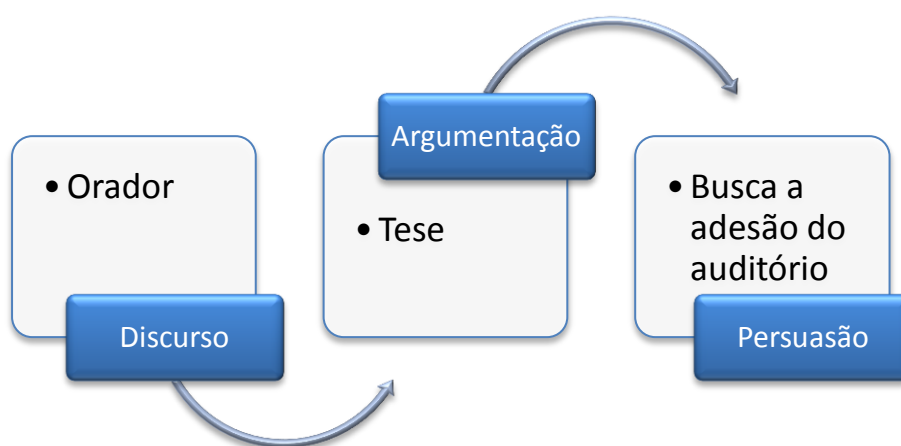 • Orador
Discurso
Argumentação
• Tese
• Busca a
adesão do
auditório
Persuasão